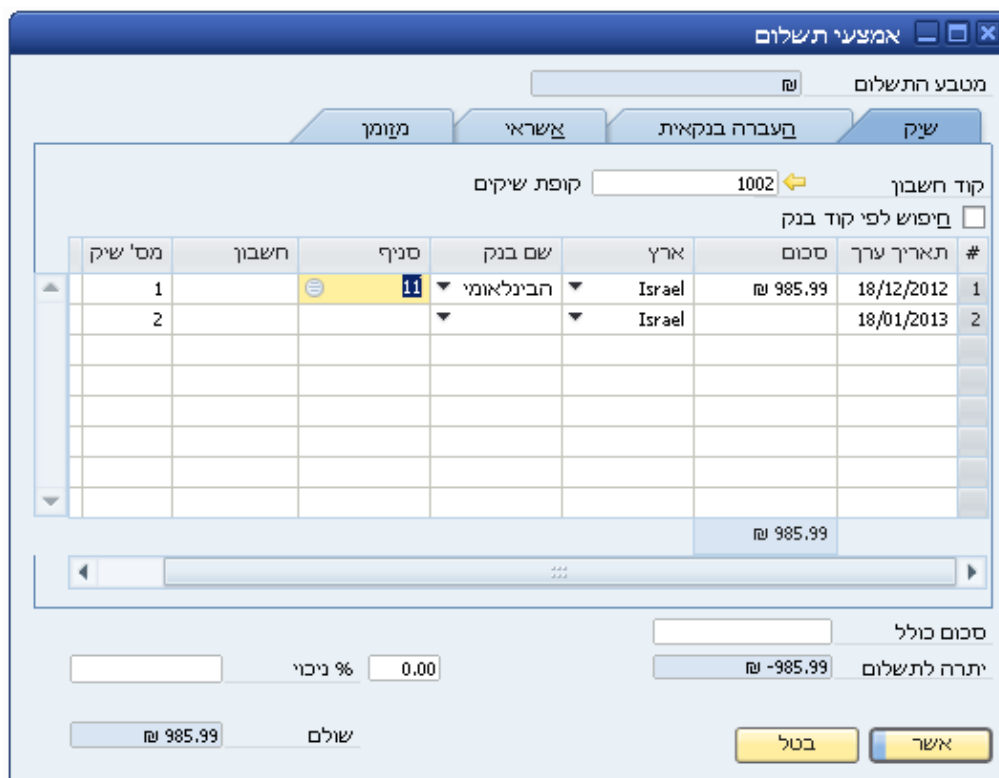 אמצעי תשלום
מטבע התשלום ₪
שיק העברה בנקאית אשראי מזומן
קוד חשבון 1002 קופת שיקים
חיפוש לפי קוד בנק
# תאריך ערך סכום ארץ שם בנק סניף חשבון מס' שיק
1 18/12/2012 985.99 ₪ Israel הבינלאומי 11 1
2 18/01/2013 Israel 2
985.99 ₪
סכום כולל
יתרה לתשלום -985.99 ₪ 0.00 % ניכוי
שולם 985.99 ₪
אשר בטל